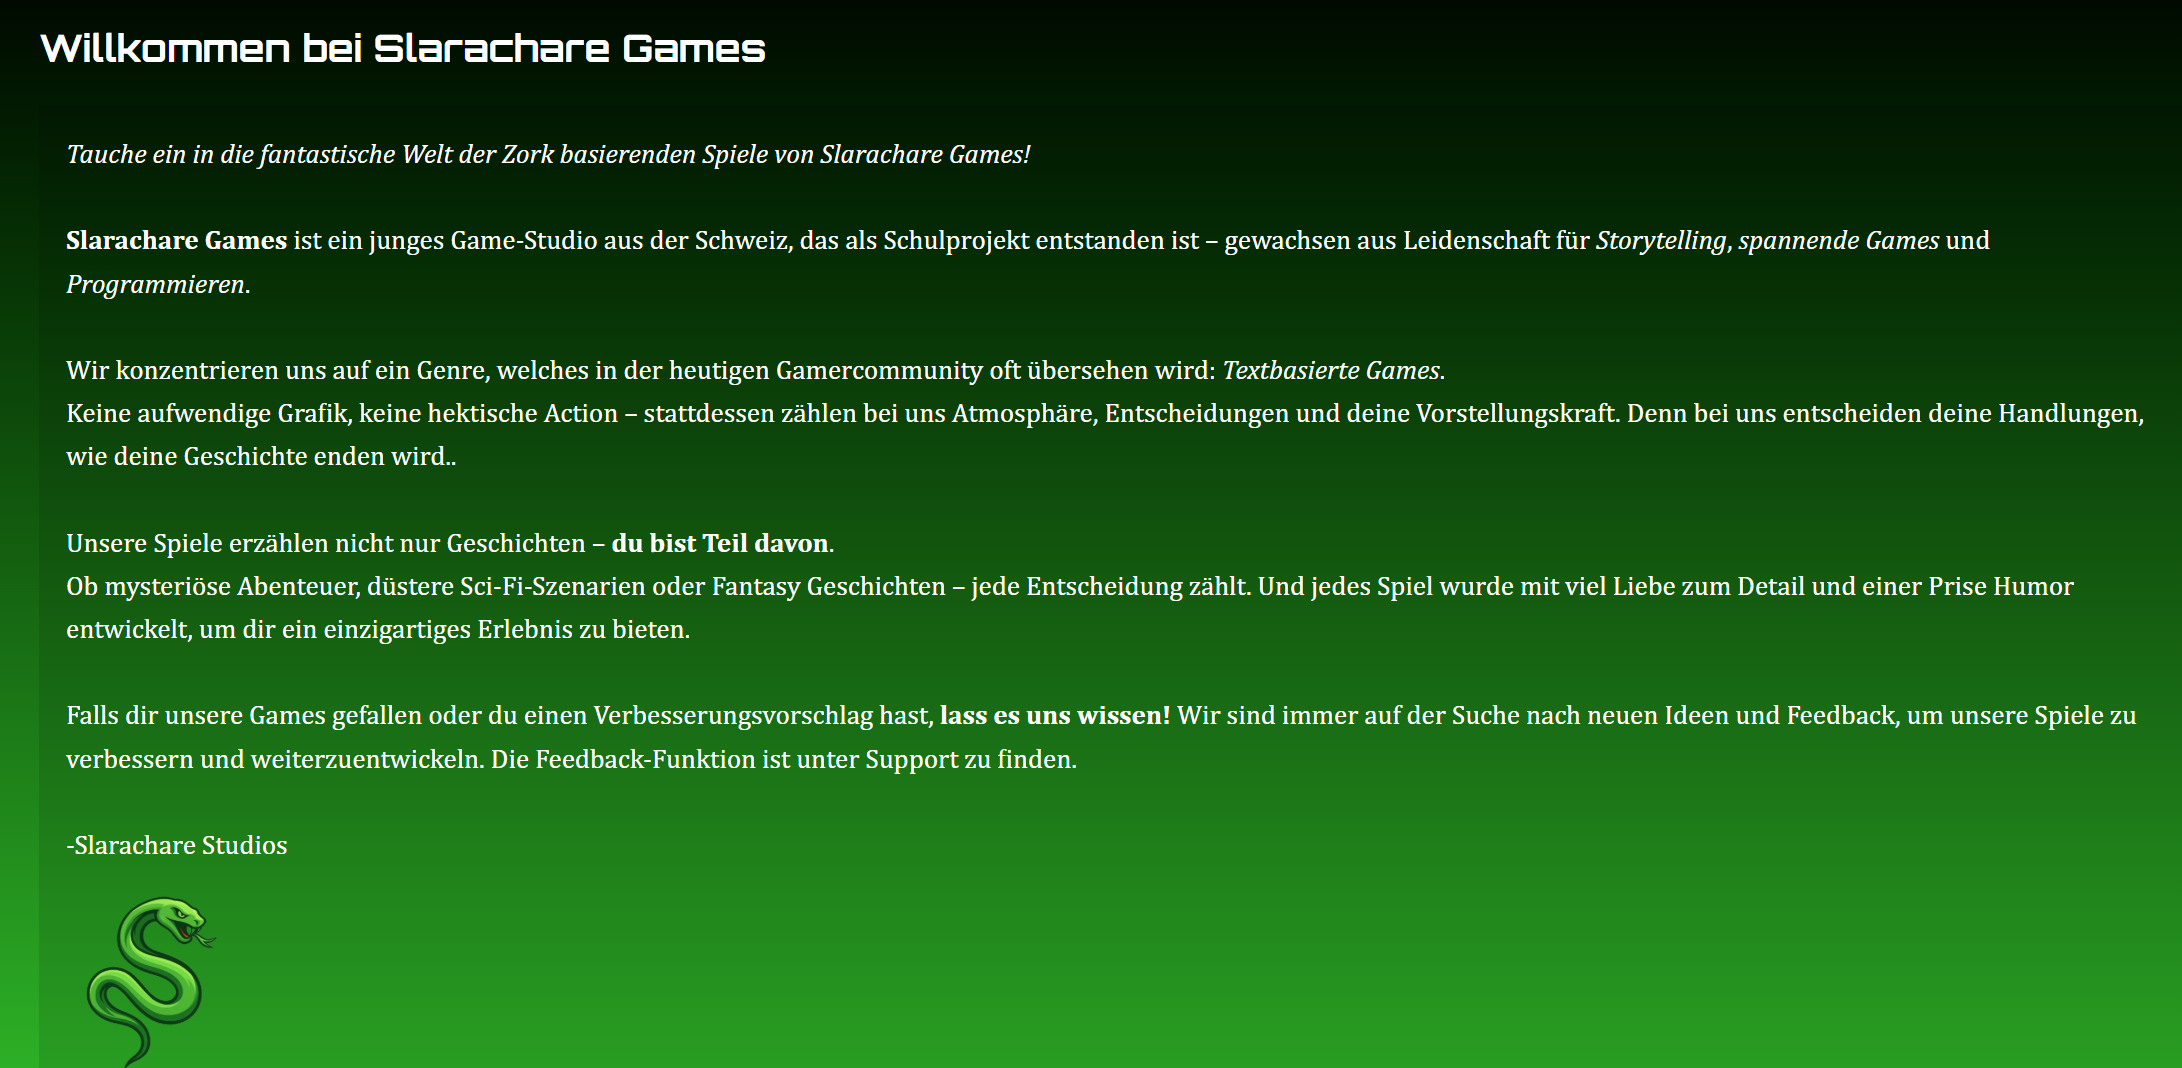 Willkommen bei Slarachare Games
Tauche ein in die fantastische Welt der Zork basierenden Spiele von Slarachare Games!
Slarachare Games ist ein junges Game-Studio aus der Schweiz, das als Schulprojekt entstanden ist – gewachsen aus Leidenschaft für Storytelling, spannende Games und
Programmieren.
Wir konzentrieren uns auf ein Genre, welches in der heutigen Gamercommunity oft übersehen wird: Textbasierte Games.
Keine aufwendige Grafik, keine hektische Action – stattdessen zählen bei uns Atmosphäre, Entscheidungen und deine Vorstellungskraft. Denn bei uns entscheiden deine Handlungen,
wie deine Geschichte enden wird..
Unsere Spiele erzählen nicht nur Geschichten – du bist Teil davon.
Ob mysteriöse Abenteuer, düstere Sci-Fi-Szenarien oder Fantasy Geschichten – jede Entscheidung zählt. Und jedes Spiel wurde mit viel Liebe zum Detail und einer Prise Humor
entwickelt, um dir ein einzigartiges Erlebnis zu bieten.
Falls dir unsere Games gefallen oder du einen Verbesserungsvorschlag hast, lass es uns wissen! Wir sind immer auf der Suche nach neuen Ideen und Feedback, um unsere Spiele zu
verbessern und weiterzuentwickeln. Die Feedback-Funktion ist unter Support zu finden.
-Slarachare Studios